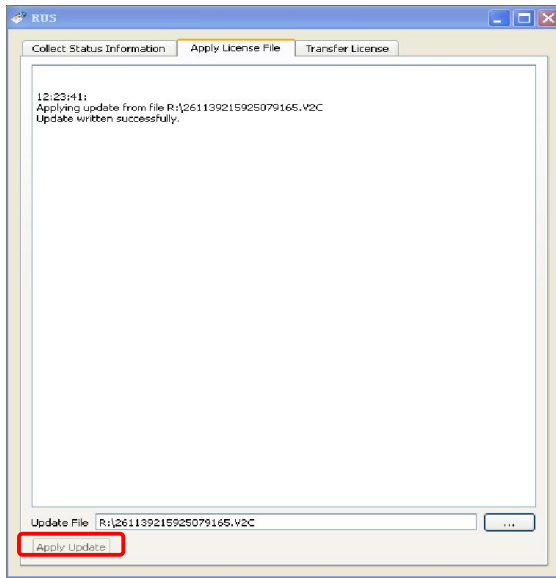 RUS
Collect Status Information Apply License File Transfer License
12:23:41:
Applying update from file R:\261139215925079165.V2C
Update written successfully.
Update File R:\261139215925079165.V2C ...
Apply Update